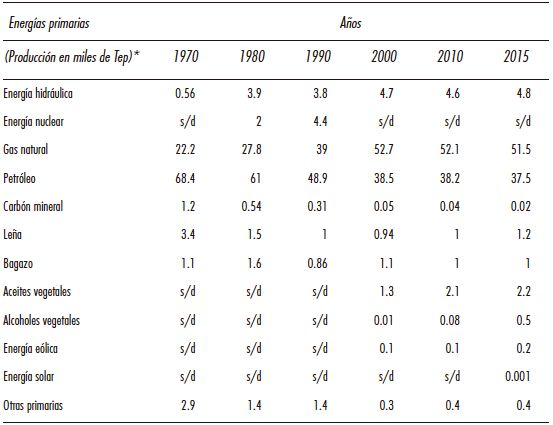 Energías primarias Años
(Producción en miles de Tep)* 1970 1980 1990 2000 2010 2015
Energía hidráulica 0.56 3.9 3.8 4.7 4.6 4.8
Energía nuclear s/d 2 4.4 s/d s/d s/d
Gas natural 22.2 27.8 39 52.7 52.1 51.5
Petróleo 68.4 61 48.9 38.5 38.2 37.5
Carbón mineral 1.2 0.54 0.31 0.05 0.04 0.02
Leña 3.4 1.5 1 0.94 1 1.2
Bagazo 1.1 1.6 0.86 1.1 1 1
Aceites vegetales s/d s/d s/d 1.3 2.1 2.2
Alcoholes vegetales s/d s/d s/d 0.01 0.08 0.5
Energía eólica s/d s/d s/d 0.1 0.1 0.2
Energía solar s/d s/d s/d s/d s/d 0.001
Otras primarias 2.9 1.4 1.4 0.3 0.4 0.4